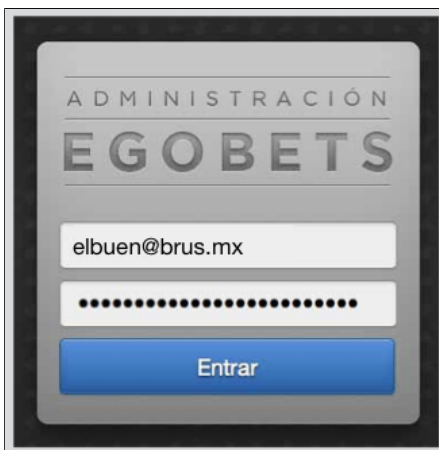 ADMINISTRACIÓN
EGOBETS
elbuen@brus.mx
••••••••••••••••••••••••••
Entrar